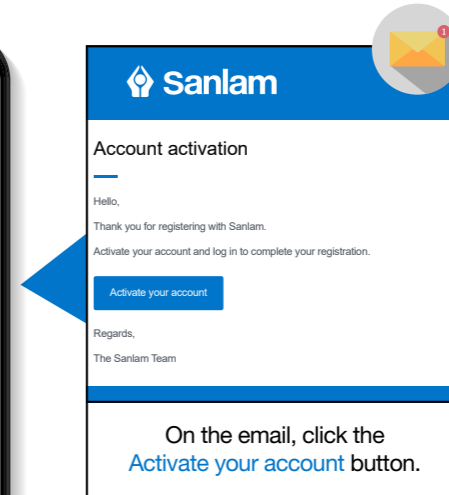 1
Sanlam
Account activation
Hello,
Thank you for registering with Sanlam.
Activate your account and log in to complete your registration.
Activate your account
Regards,
The Sanlam Team
On the email, click the
Activate your account button.